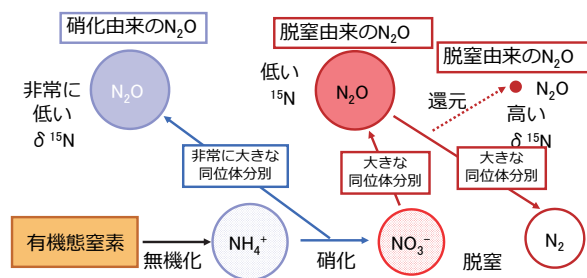 硝化由来のN₂O
脱窒由来のN₂O
脱窒由来のN₂O
非常に
低い
δ ¹⁵N
N₂O
低い
¹⁵N
N₂O
N₂O
還元
高い
δ ¹⁵N
非常に大きな
同位体分別
大きな
同位体分別
大きな
同位体分別
有機態窒素
無機化
NH₄⁺
硝化
NO₃⁻
脱窒
N₂